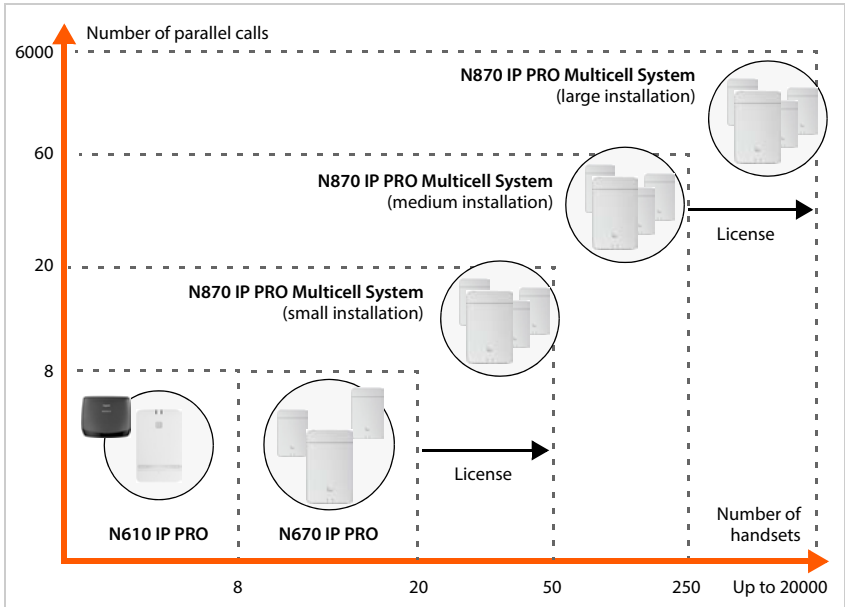 Number of parallel calls
6000
N870 IP PRO Multicell System
(large installation)
60
N870 IP PRO Multicell System
(medium installation)
License
20
N870 IP PRO Multicell System
(small installation)
8
License
N610 IP PRO
N670 IP PRO
Number of
handsets
8
20
50
250
Up to 20000